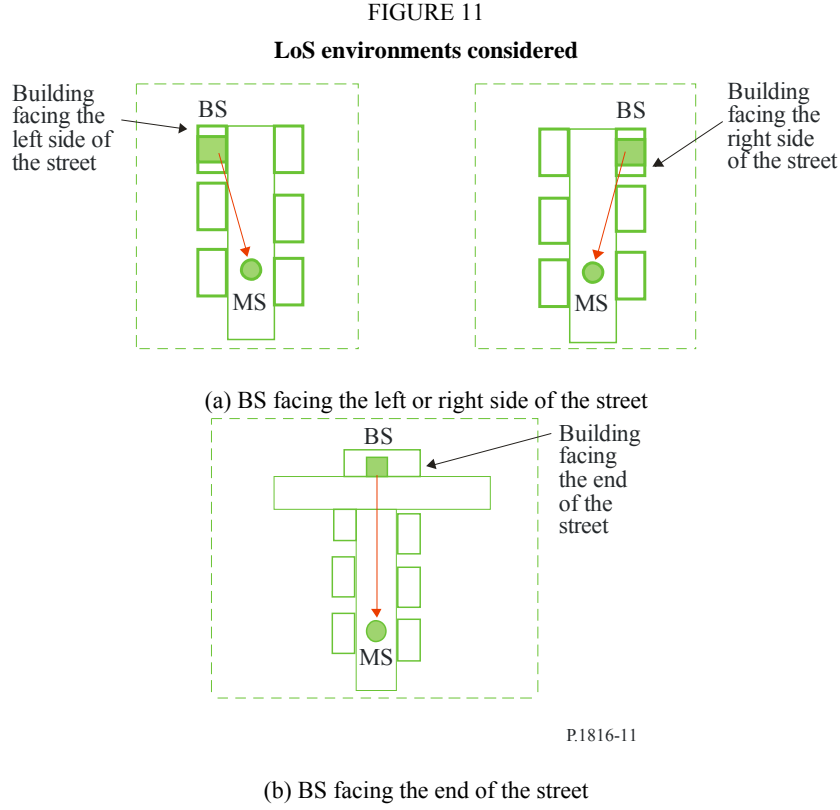 FIGURE 11
LoS environments considered
Building
facing the
left side of
the street
BS
MS
BS
Building
facing the
right side
of the street
MS
(a) BS facing the left or right side of the street
BS
Building
facing
the end
of the
street
MS
P.1816-11
(b) BS facing the end of the street